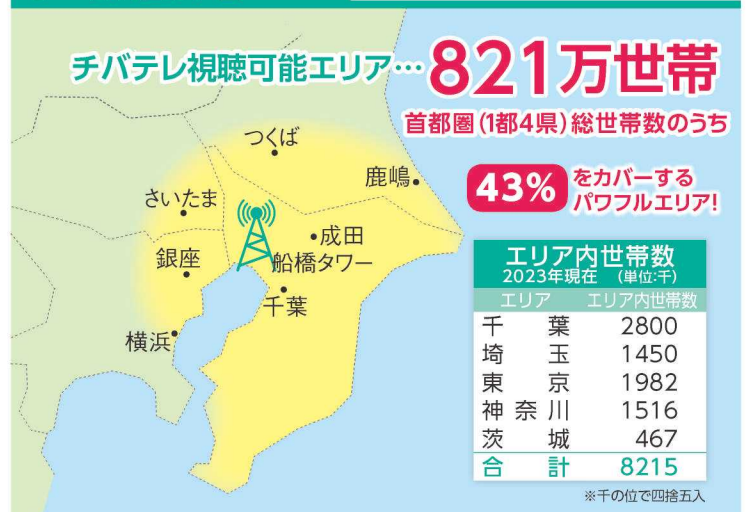 チバテレ視聴可能エリア…821万世帯
首都圏(1都4県)総世帯数のうち
43%をカバーする
パワフルエリア!
つくば
鹿嶋
さいたま
成田
銀座
船橋タワー
千葉
横浜
エリア内世帯数
2023年現在 (単位:千)
エリア エリア内世帯数
千葉 2800
埼玉 1450
東京 1982
神奈川 1516
茨城 467
合計 8215
※千の位で四捨五入